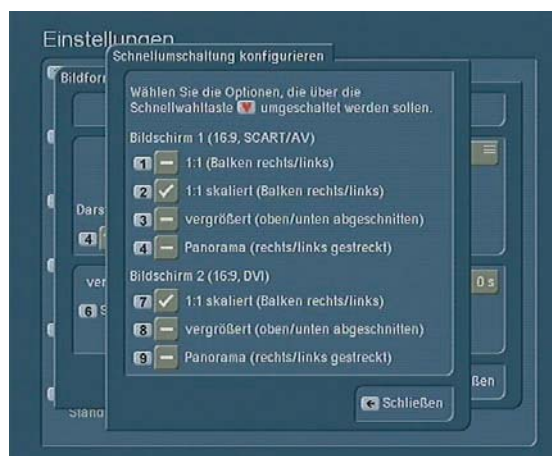 Einstellungen
Schnellumschaltung konfigurieren
Bildfor
Wählen Sie die Optionen, die über die
Schnellwahltaste umgeschaltet werden sollen.
Bildschirm 1 (16:9, SCART/AV)
1 1:1 (Balken rechts/links)
2 1:1 skaliert (Balken rechts/links)
3 vergrößert (oben/unten abgeschnitten)
Dars
4
4 Panorama (rechts/links gestreckt)
Bildschirm 2 (16:9, DVI)
ver
0 s
7 1:1 skaliert (Balken rechts/links)
6 S
8 vergrößert (oben/unten abgeschnitten)
9 Panorama (rechts/links gestreckt)
ßen
Schließen
Stand